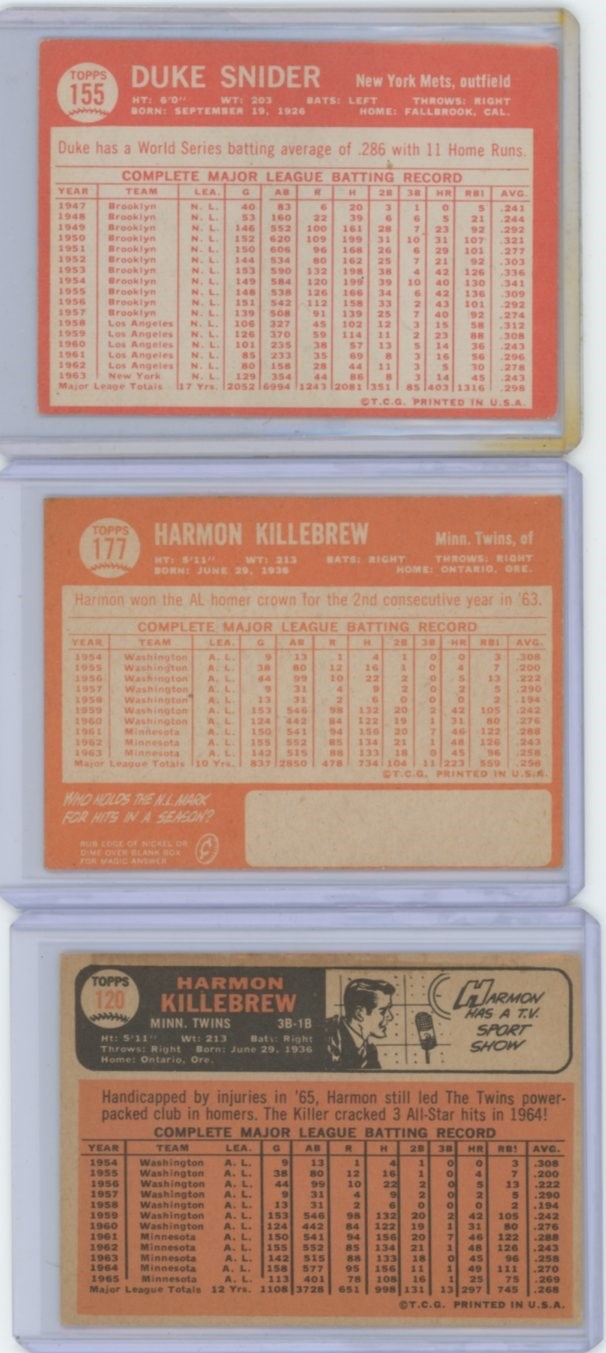 TOPPS
155
DUKE SNIDER
New York Mets, outfield
HT: 6'0" WT: 203 BATS: LEFT THROWS: RIGHT
BORN: SEPTEMBER 19, 1926 HOME: FALLBROOK, CAL.
Duke has a World Series batting average of .286 with 11 Home Runs.
COMPLETE MAJOR LEAGUE BATTING RECORD
YEAR TEAM LEA. G AB R H 2B 3B HR RBI AVG.
1947 Brooklyn N. L. 40 83 6 20 3 1 0 5 .241
1948 Brooklyn N. L. 53 160 22 39 6 6 5 21 .244
1949 Brooklyn N. L. 146 552 100 161 28 7 23 92 .292
1950 Brooklyn N. L. 152 620 109 199 31 10 31 107 .321
1951 Brooklyn N. L. 150 606 96 168 26 6 29 101 .277
1952 Brooklyn N. L. 144 534 80 162 25 7 21 92 .303
1953 Brooklyn N. L. 153 590 132 198 38 4 42 126 .336
1954 Brooklyn N. L. 149 584 120 199 39 10 40 130 .341
1955 Brooklyn N. L. 148 538 126 166 34 6 42 136 .309
1956 Brooklyn N. L. 151 542 112 158 33 2 43 101 .292
1957 Brooklyn N. L. 139 508 91 139 25 7 40 92 .274
1958 Los Angeles N. L. 106 327 45 102 12 3 15 58 .312
1959 Los Angeles N. L. 126 370 59 114 11 2 23 88 .308
1960 Los Angeles N. L. 101 235 38 57 13 5 14 36 .243
1961 Los Angeles N. L. 85 233 35 69 8 3 16 56 .296
1962 Los Angeles N. L. 80 158 28 44 11 3 5 30 .278
1963 New York N. L. 129 354 44 86 8 3 14 45 .243
Major Leage Totals 17 Yrs. 2052 6994 1243 2081 351 85 403 1316 .298
©T.C.G. PRINTED IN U.S.A.
TOPPS
177
HARMON KILLEBREW
Minn. Twins, of
HT: 5'11" WT: 213 BATS: RIGHT THROWS: RIGHT
BORN: JUNE 29, 1936 HOME: ONTARIO, ORE.
Harmon won the AL homer crown for the 2nd consecutive year in '63.
COMPLETE MAJOR LEAGUE BATTING RECORD
YEAR TEAM LEA. G AB R H 2B 3B HR RBI AVG.
1954 Washington A. L. 9 13 1 4 1 0 0 3 .308
1955 Washington A. L. 38 80 12 16 1 0 4 7 .200
1956 Washington A. L. 44 99 10 22 2 0 5 13 .222
1957 Washington A. L. 9 31 4 9 2 0 2 5 .290
1958 Washington A. L. 13 31 2 6 0 0 0 2 .194
1959 Washington A. L. 153 546 98 132 20 2 42 105 .242
1960 Washington A. L. 124 442 84 122 19 1 31 80 .276
1961 Minnesota A. L. 150 541 94 156 20 7 46 122 .288
1962 Minnesota A. L. 155 552 85 134 21 1 48 126 .243
1963 Minnesota A. L. 142 515 88 133 18 0 45 96 .258
Major League Totals 10 Yrs. 837 2850 478 734 104 11 223 559 .258
©T.C.G. PRINTED IN U.S.A.
WHO HOLDS THE N.L. MARK
FOR HITS IN A SEASON?
RUB EDGE OF NICKEL OR
DIME OVER BLANK BOX
FOR MAGIC ANSWER
TOPPS
120
HARMON
KILLEBREW
MINN. TWINS 3B-1B
Ht: 5'11" Wt: 213 Bats: Right
Throws: Right Born: June 29, 1936
Home: Ontario, Ore.
HARMON
HAS A T.V.
SPORT
SHOW
Handicapped by injuries in '65, Harmon still led The Twins power-
packed club in homers. The Killer cracked 3 All-Star hits in 1964!
COMPLETE MAJOR LEAGUE BATTING RECORD
YEAR TEAM LEA. G AB R H 2B 3B HR RBI AVG.
1954 Washington A. L. 9 13 1 4 1 0 0 3 .308
1955 Washington A. L. 38 80 12 16 1 0 4 7 .200
1956 Washington A. L. 44 99 10 22 2 0 5 13 .222
1957 Washington A. L. 9 31 4 9 2 0 2 5 .290
1958 Washington A. L. 13 31 2 6 0 0 0 2 .194
1959 Washington A. L. 153 546 98 132 20 2 42 105 .242
1960 Washington A. L. 124 442 84 122 19 1 31 80 .276
1961 Minnesota A. L. 150 541 94 156 20 7 46 122 .288
1962 Minnesota A. L. 155 552 85 134 21 1 48 126 .243
1963 Minnesota A. L. 142 515 88 133 18 0 45 96 .258
1964 Minnesota A. L. 158 577 95 156 11 1 49 111 .270
1965 Minnesota A. L. 113 401 78 108 16 1 25 75 .269
Major League Totals 12 Yrs. 1108 3728 651 998 131 13 297 745 .268
©T.C.G. PRINTED IN U.S.A.